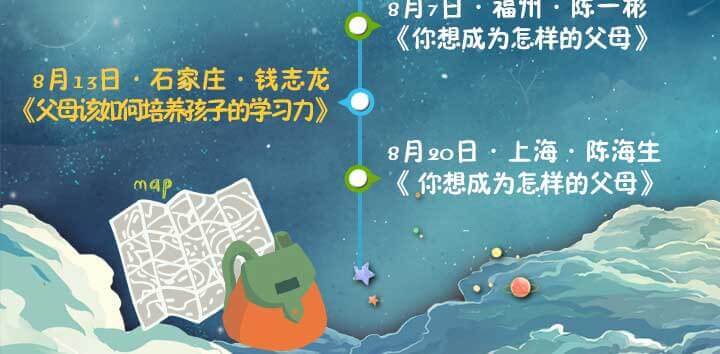 8月7日·福州·陈一彬
《你想成为怎样的父母》
8月13日·石家庄·钱志龙
《父母该如何培养孩子的学习力》
8月20日·上海·陈海生
《你想成为怎样的父母》
map